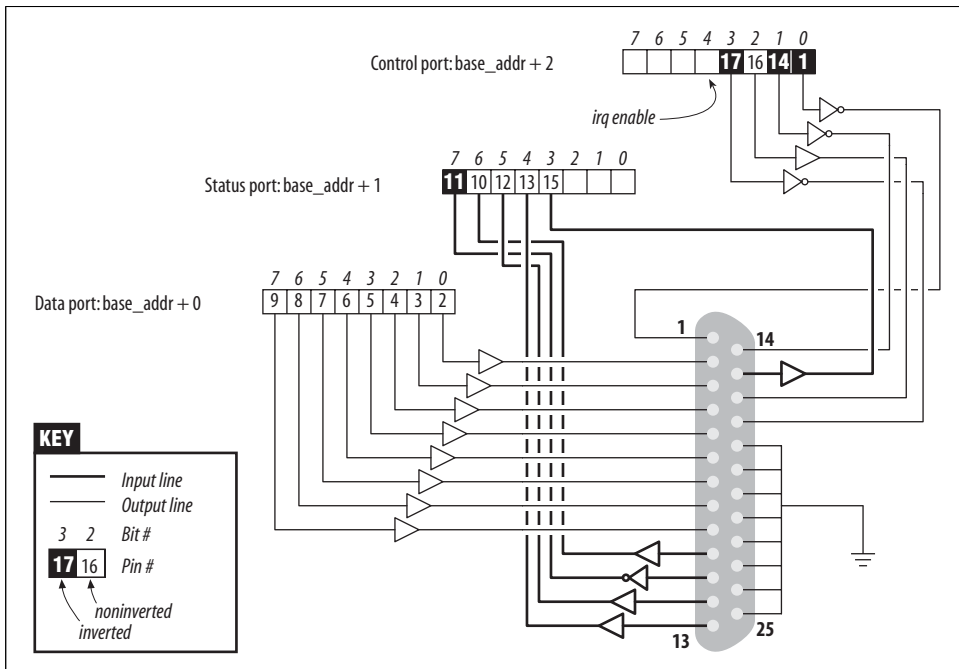 7 6 5 4 3 2 1 0
Control port: base_addr + 2
17 16 14 1
irq enable
7 6 5 4 3 2 1 0
Status port: base_addr + 1
11 10 12 13 15
7 6 5 4 3 2 1 0
Data port: base_addr + 0
9 8 7 6 5 4 3 2
1
14
KEY
Input line
Output line
3 2 Bit #
17 16 Pin #
noninverted
inverted
13
25